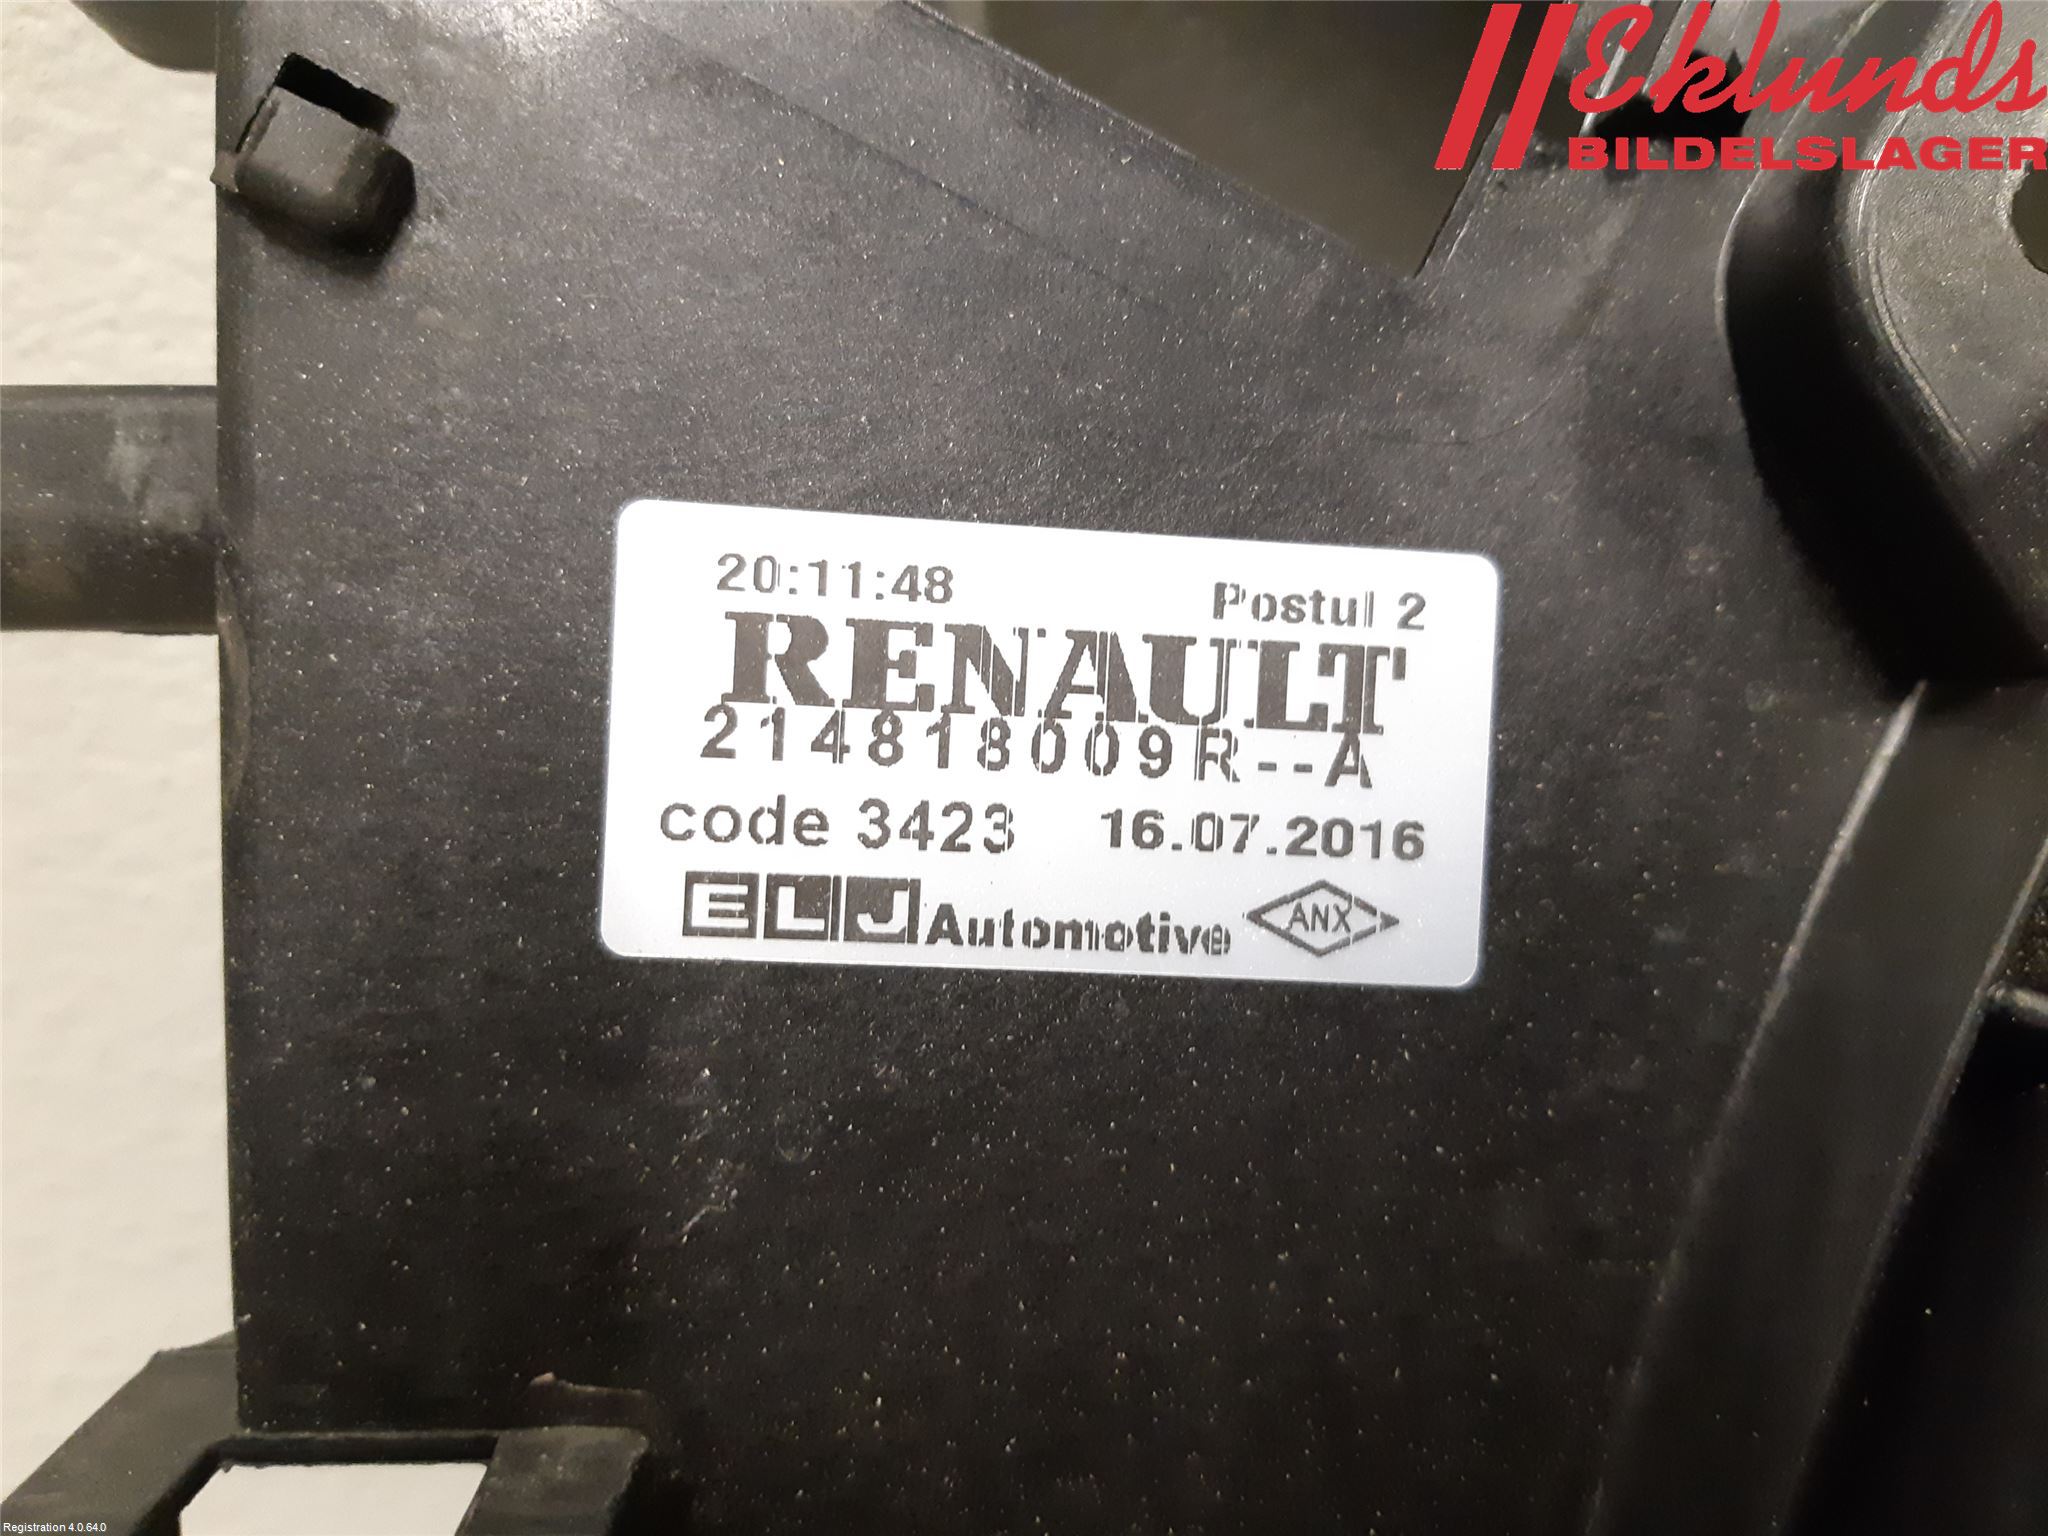 Eklunds
BILDELSLAGER
20:11:48
Postul 2
RENAULT
214818009R--A
code 3423 16.07.2016
ELJ Automotive ANX
Registration 4.0.64.0